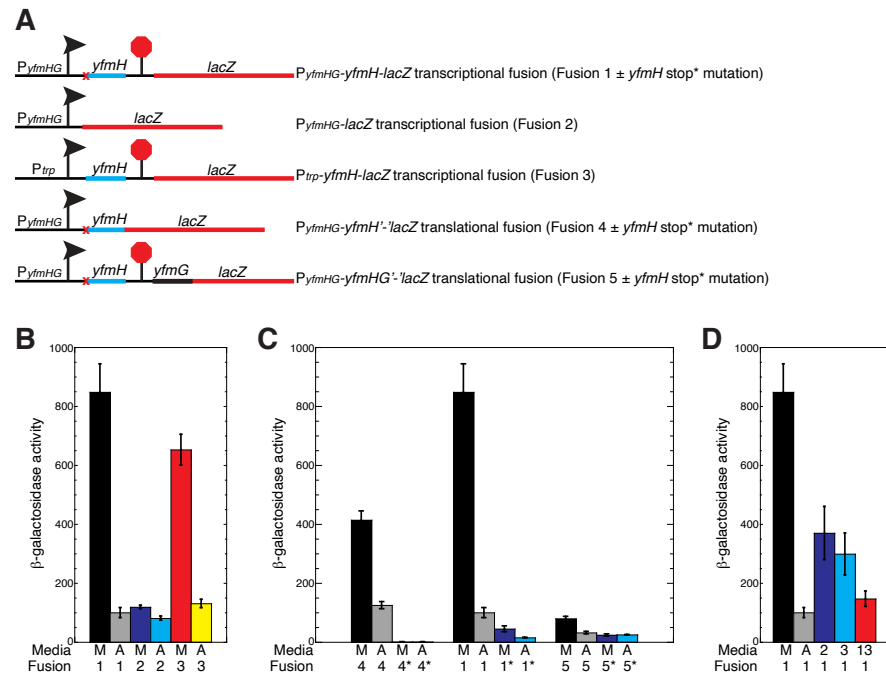 A
PyfmHG yfmH lacZ PyfmHG-yfmH-lacZ transcriptional fusion (Fusion 1 ± yfmH stop* mutation)
PyfmHG lacZ PyfmHG-lacZ transcriptional fusion (Fusion 2)
Ptrp yfmH lacZ Ptrp-yfmH-lacZ transcriptional fusion (Fusion 3)
PyfmHG yfmH lacZ PyfmHG-yfmH'-'lacZ translational fusion (Fusion 4 ± yfmH stop* mutation)
PyfmHG yfmH yfmG lacZ PyfmHG-yfmHG'-'lacZ translational fusion (Fusion 5 ± yfmH stop* mutation)
B
β-galactosidase activity
1000
800
600
400
200
0
Media M A M A M A
Fusion 1 1 2 2 3 3
C
β-galactosidase activity
1000
800
600
400
200
0
Media M A M A M A M A M A M A
Fusion 4 4 4* 4* 1 1 1* 1* 5 5 5* 5*
D
β-galactosidase activity
1000
800
600
400
200
0
Media M A 2 3 13
Fusion 1 1 1 1 1